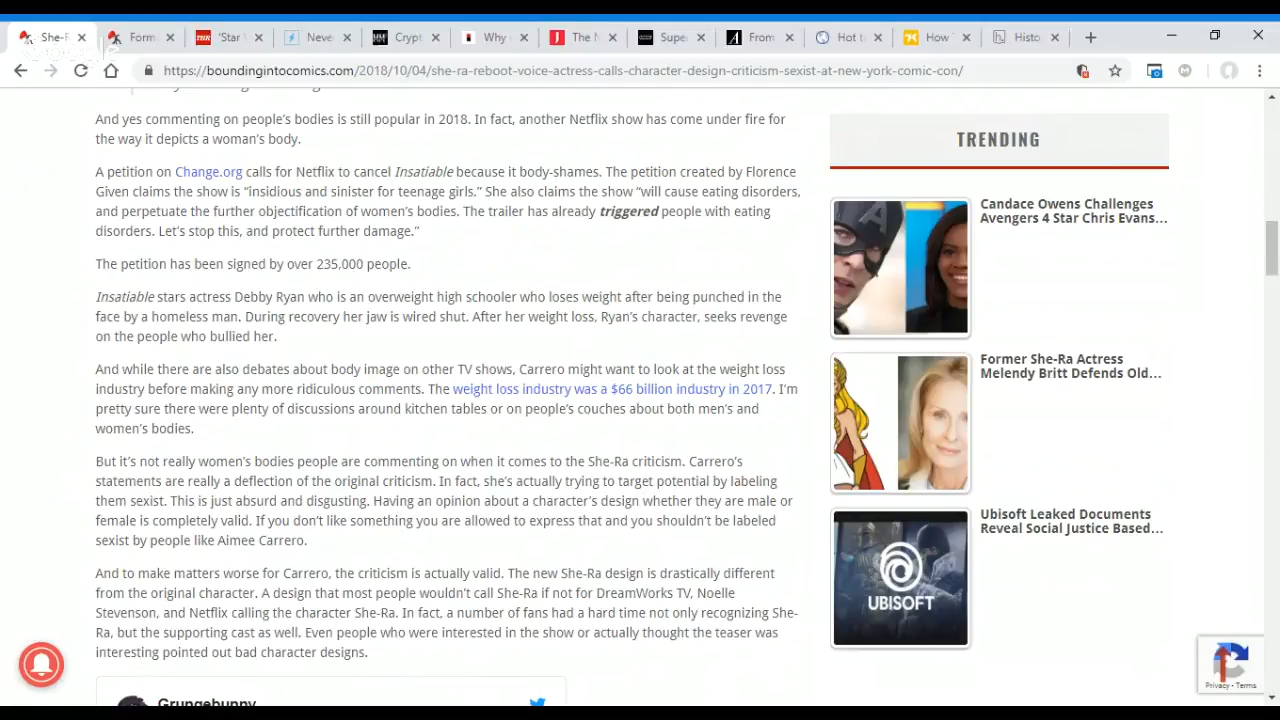 She-R
Form
'Star V
Neve
Crypt
Why
The N
Supe
From
Hot t
How
Histo
https://boundingintocomics.com/2018/10/04/she-ra-reboot-voice-actress-calls-character-design-criticism-sexist-at-new-york-comic-con/
And yes commenting on people's bodies is still popular in 2018. In fact, another Netflix show has come under fire for
the way it depicts a woman's body.
A petition on Change.org calls for Netflix to cancel Insatiable because it body-shames. The petition created by Florence
Given claims the show is “insidious and sinister for teenage girls.” She also claims the show “will cause eating disorders,
and perpetuate the further objectification of women's bodies. The trailer has already triggered people with eating
disorders. Let's stop this, and protect further damage.”
The petition has been signed by over 235,000 people.
Insatiable stars actress Debby Ryan who is an overweight high schooler who loses weight after being punched in the
face by a homeless man. During recovery her jaw is wired shut. After her weight loss, Ryan's character, seeks revenge
on the people who bullied her.
And while there are also debates about body image on other TV shows, Carrero might want to look at the weight loss
industry before making any more ridiculous comments. The weight loss industry was a $66 billion industry in 2017. I'm
pretty sure there were plenty of discussions around kitchen tables or on people's couches about both men's and
women's bodies.
But it's not really women's bodies people are commenting on when it comes to the She-Ra criticism. Carrero's
statements are really a deflection of the original criticism. In fact, she's actually trying to target potential by labeling
them sexist. This is just absurd and disgusting. Having an opinion about a character's design whether they are male or
female is completely valid. If you don't like something you are allowed to express that and you shouldn't be labeled
sexist by people like Aimee Carrero.
And to make matters worse for Carrero, the criticism is actually valid. The new She-Ra design is drastically different
from the original character. A design that most people wouldn't call She-Ra if not for DreamWorks TV, Noelle
Stevenson, and Netflix calling the character She-Ra. In fact, a number of fans had a hard time not only recognizing She-
Ra, but the supporting cast as well. Even people who were interested in the show or actually thought the teaser was
interesting pointed out bad character designs.
Grungebunny
TRENDING
Candace Owens Challenges
Avengers 4 Star Chris Evans...
Former She-Ra Actress
Melendy Britt Defends Old...
Ubisoft Leaked Documents
Reveal Social Justice Based...
UBISOFT
Privacy - Terms